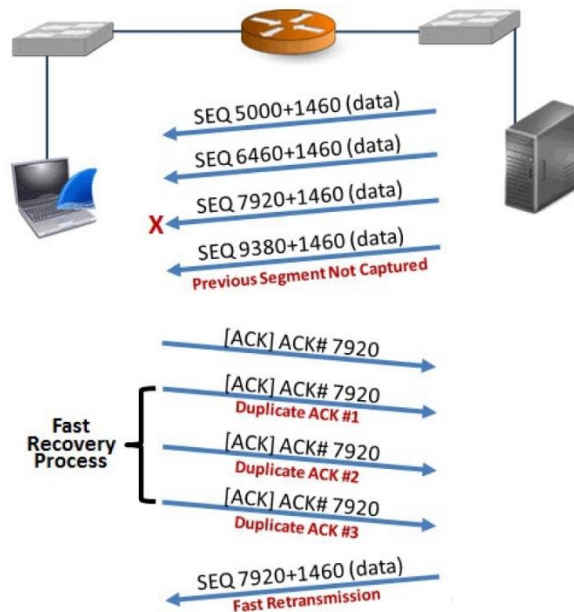 SEQ 5000+1460 (data)
SEQ 6460+1460 (data)
SEQ 7920+1460 (data)
X
SEQ 9380+1460 (data)
Previous Segment Not Captured
[ACK] ACK# 7920
[ACK] ACK# 7920
Duplicate ACK #1
Fast
Recovery
Process
[ACK] ACK# 7920
Duplicate ACK #2
[ACK] ACK# 7920
Duplicate ACK #3
SEQ 7920+1460 (data)
Fast Retransmission